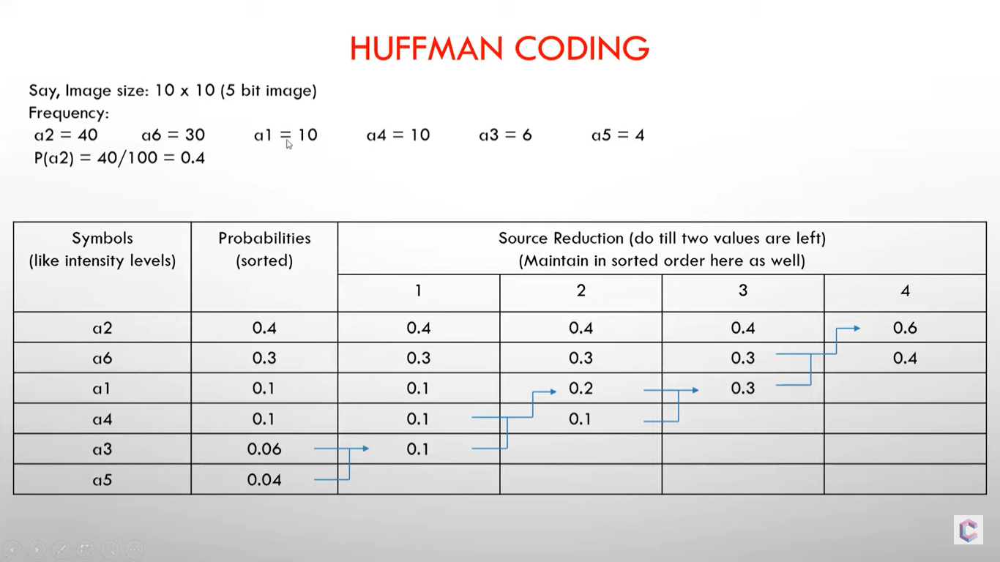 HUFFMAN CODING
Say, Image size: 10 x 10 (5 bit image)
Frequency:
a2 = 40 a6 = 30 a1 = 10 a4 = 10 a3 = 6 a5 = 4
P(a2) = 40/100 = 0.4
Symbols Probabilities Source Reduction (do till two values are left)
(like intensity levels) (sorted) (Maintain in sorted order here as well)
1 2 3 4
a2 0.4 0.4 0.4 0.4 0.6
a6 0.3 0.3 0.3 0.3 0.4
a1 0.1 0.1 0.2 0.3
a4 0.1 0.1 0.1
a3 0.06 0.1
a5 0.04